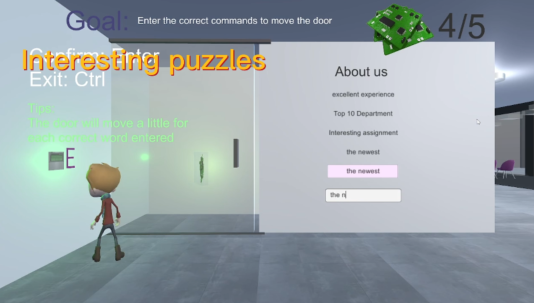 Goal: Enter the correct commands to move the door
4/5
Confirm: Enter
Interesting puzzles
Exit: Ctrl
Tips:
The door will move a little for
each correct word entered
E
About us
excellent experience
Top 10 Department
Interesting assignment
the newest
the newest
the n